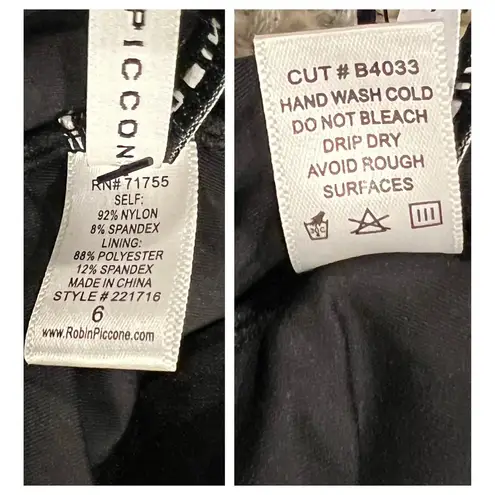 PICCON
RN# 71755
SELF:
92% NYLON
8% SPANDEX
LINING:
88% POLYESTER
12% SPANDEX
MADE IN CHINA
STYLE # 221716
6
www.RobinPiccone.com
CUT # B4033
HAND WASH COLD
DO NOT BLEACH
DRIP DRY
AVOID ROUGH
SURFACES